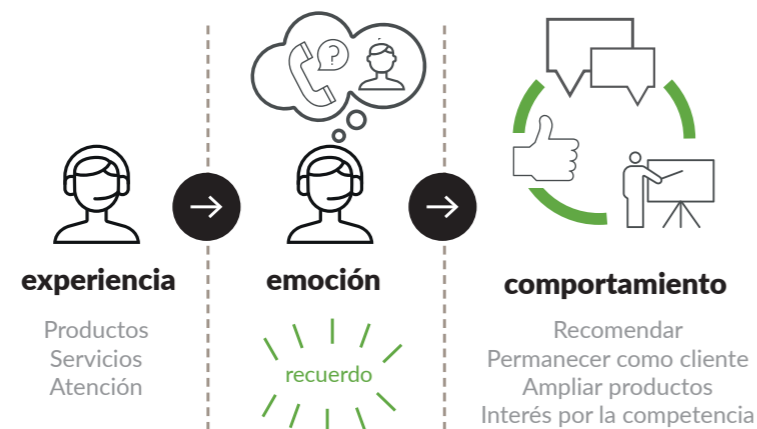 ?
experiencia
Productos
Servicios
Atención
emoción
recuerdo
comportamiento
Recomendar
Permanecer como cliente
Ampliar productos
Interés por la competencia